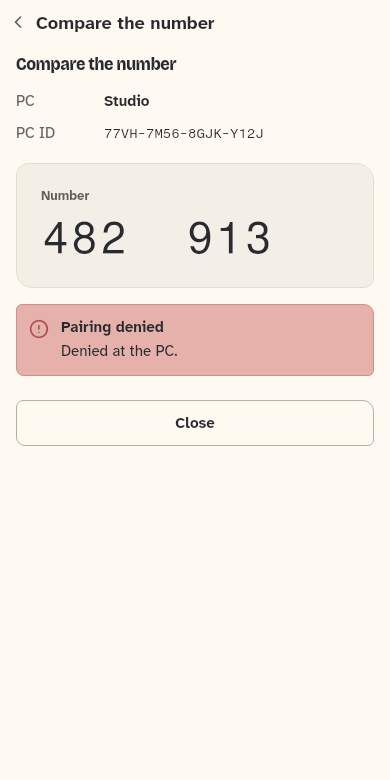 Compare the number
Compare the number
PC Studio
PC ID 77VH-7M56-8GJK-Y12J
Number
482 913
Pairing denied
Denied at the PC.
Close